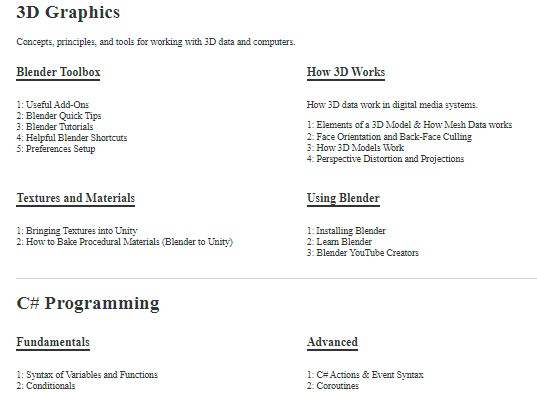 3D Graphics
Concepts, principles, and tools for working with 3D data and computers.
Blender Toolbox
1: Useful Add-Ons
2: Blender Quick Tips
3: Blender Tutorials
4: Helpful Blender Shortcuts
5: Preferences Setup
How 3D Works
How 3D data work in digital media systems.
1: Elements of a 3D Model & How Mesh Data works
2: Face Orientation and Back-Face Culling
3: How 3D Models Work
4: Perspective Distortion and Projections
Textures and Materials
1: Bringing Textures into Unity
2: How to Bake Procedural Materials (Blender to Unity)
Using Blender
1: Installing Blender
2: Learn Blender
3: Blender YouTube Creators
C# Programming
Fundamentals
1: Syntax of Variables and Functions
2: Conditionals
Advanced
1: C# Actions & Event Syntax
2: Coroutines